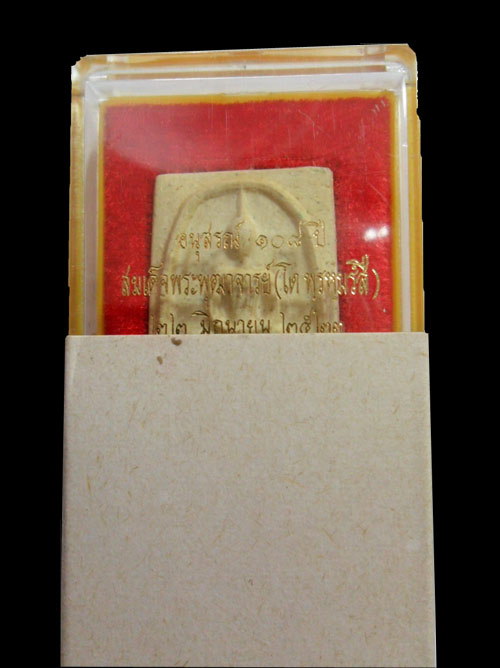 อนุสรณ์ ๑๐๘ ปี
สมเด็จพระพุฒาจารย์(โต พฺรหฺมรํสี)
๒๒ มิถุนายน ๒๕๒๓